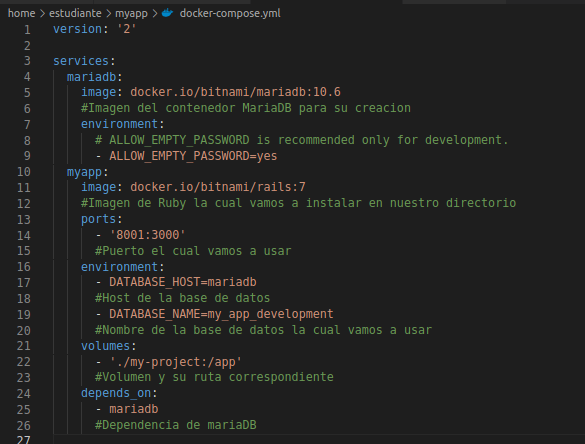 home > estudiante > myapp > docker-compose.yml
1 version: '2'
2
3 services:
4   mariadb:
5     image: docker.io/bitnami/mariadb:10.6
6     #Imagen del contenedor MariaDB para su creacion
7     environment:
8       # ALLOW_EMPTY_PASSWORD is recommended only for development.
9       - ALLOW_EMPTY_PASSWORD=yes
10   myapp:
11     image: docker.io/bitnami/rails:7
12     #Imagen de Ruby la cual vamos a instalar en nuestro directorio
13     ports:
14       - '8001:3000'
15       #Puerto el cual vamos a usar
16     environment:
17       - DATABASE_HOST=mariadb
18       #Host de la base de datos
19       - DATABASE_NAME=my_app_development
20       #Nombre de la base de datos la cual vamos a usar
21     volumes:
22       - './my-project:/app'
23       #Volumen y su ruta correspondiente
24     depends_on:
25       - mariadb
26       #Dependencia de mariaDB
27